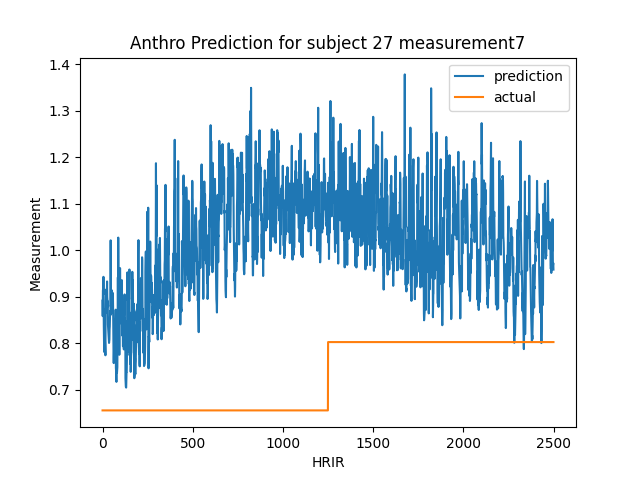 Anthro Prediction for subject 27 measurement7
prediction
actual
Measurement
1.4
1.3
1.2
1.1
1.0
0.9
0.8
0.7
0 500 1000 1500 2000 2500
HRIR